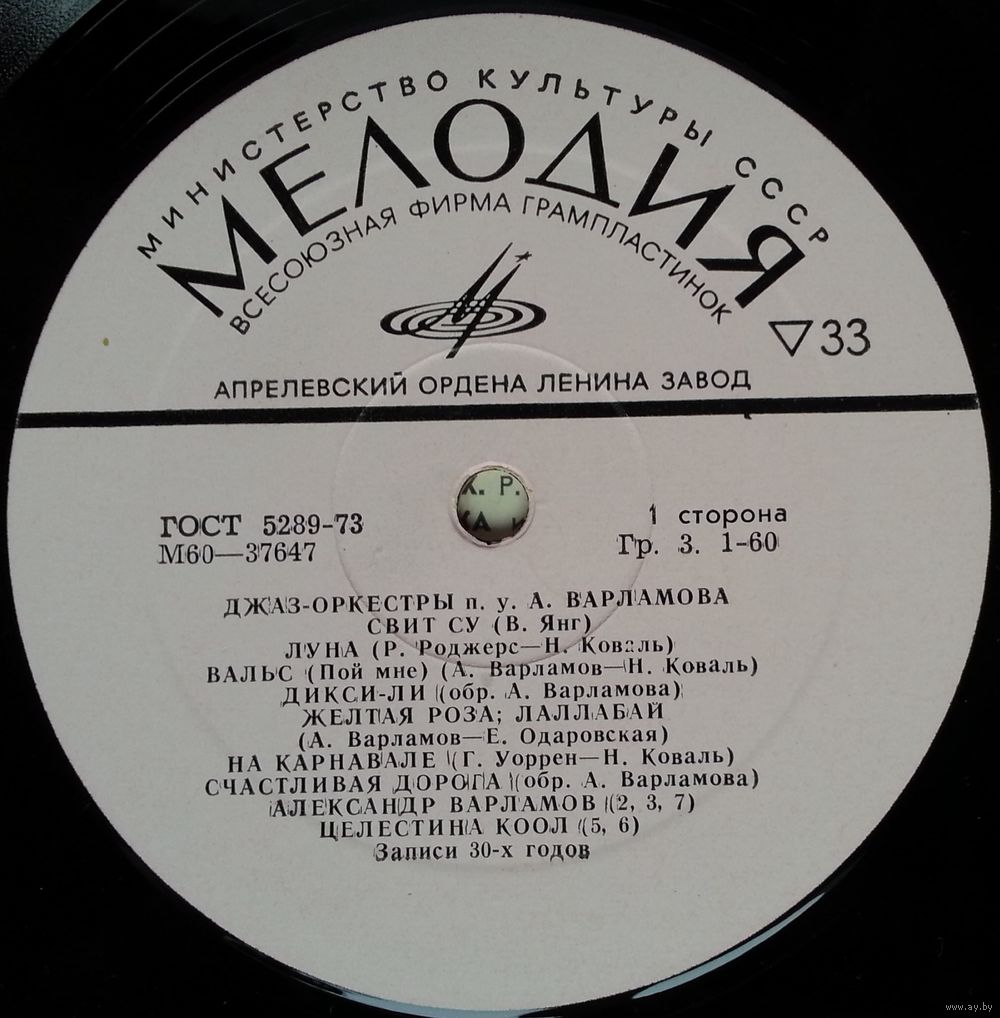 МИНИСТЕРСТВО КУЛЬТУРЫ СССР
МЕЛОДИЯ
ВСЕСОЮЗНАЯ ФИРМА ГРАМПЛАСТИНОК
▽33
АПРЕЛЕВСКИЙ ОРДЕНА ЛЕНИНА ЗАВОД
Х. Р.
ГОСТ 5289-73
1 сторона
М60—37647
Гр. 3. 1-60
ДЖАЗ-ОРКЕСТРЫ п. у. А. ВАРЛАМОВА
СВИТ СУ (В. Янг)
ЛУНА (Р. Роджерс—Н. Коваль)
ВАЛЬС (Пой мне) (А. Варламов—Н. Коваль)
ДИКСИ-ЛИ (обр. А. Варламова)
ЖЕЛТАЯ РОЗА; ЛАЛЛАБАЙ
(А. Варламов—Е. Одаровская)
НА КАРНАВАЛЕ (Г. Уоррен—Н. Коваль)
СЧАСТЛИВАЯ ДОРОГА (обр. А. Варламова)
АЛЕКСАНДР ВАРЛАМОВ (2, 3, 7)
ЦЕЛЕСТИНА КООЛ (5, 6)
Записи 30-х годов
www.ay.by